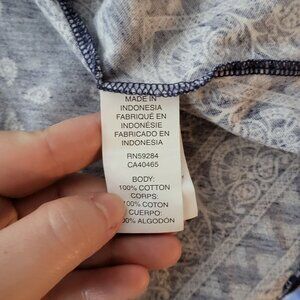 MADE IN
INDONESIA
FABRIQUÉ EN
INDONÉSIE
FABRICADO EN
INDONESIA
RN59284
CA40465
BODY:
100% COTTON
CORPS:
100% COTON
CUERPO:
100% ALGODÓN